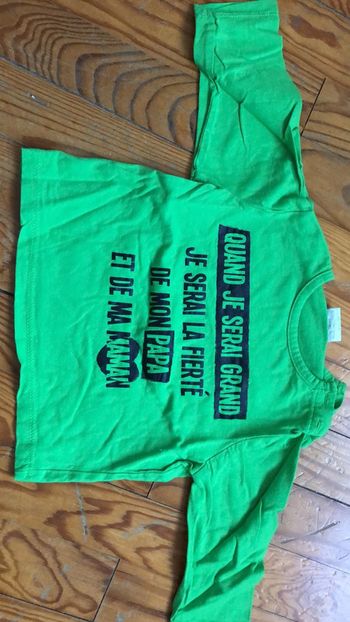 QUAND JE SERAI GRAND
JE SERAI LA FIERTÉ
DE MON PAPA
ET DE MA MAMAN